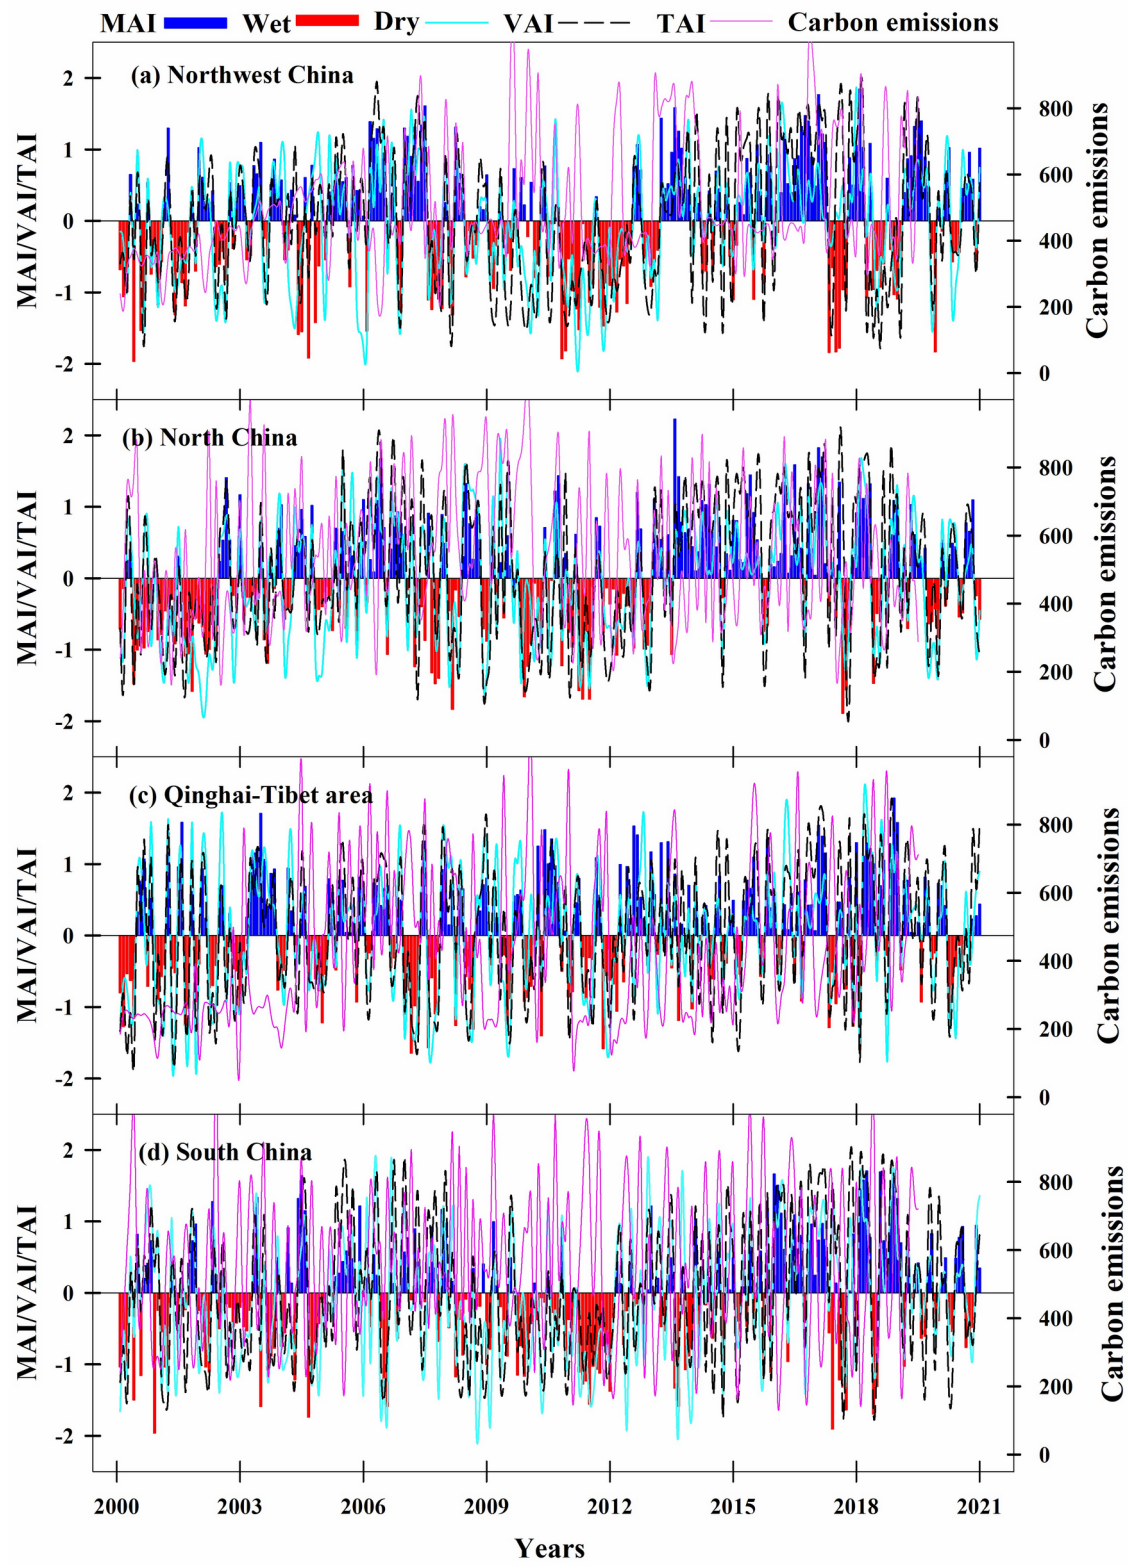 MAI Wet Dry VAI TAI Carbon emissions
(a) Northwest China
MAI/VAI/TAI
2
1
0
-1
-2
800
600
400
200
0
Carbon emissions
(b) North China
MAI/VAI/TAI
2
1
0
-1
-2
800
600
400
200
0
Carbon emissions
(c) Qinghai-Tibet area
MAI/VAI/TAI
2
1
0
-1
-2
800
600
400
200
0
Carbon emissions
(d) South China
MAI/VAI/TAI
2
1
0
-1
-2
800
600
400
200
0
Carbon emissions
2000 2003 2006 2009 2012 2015 2018 2021
Years